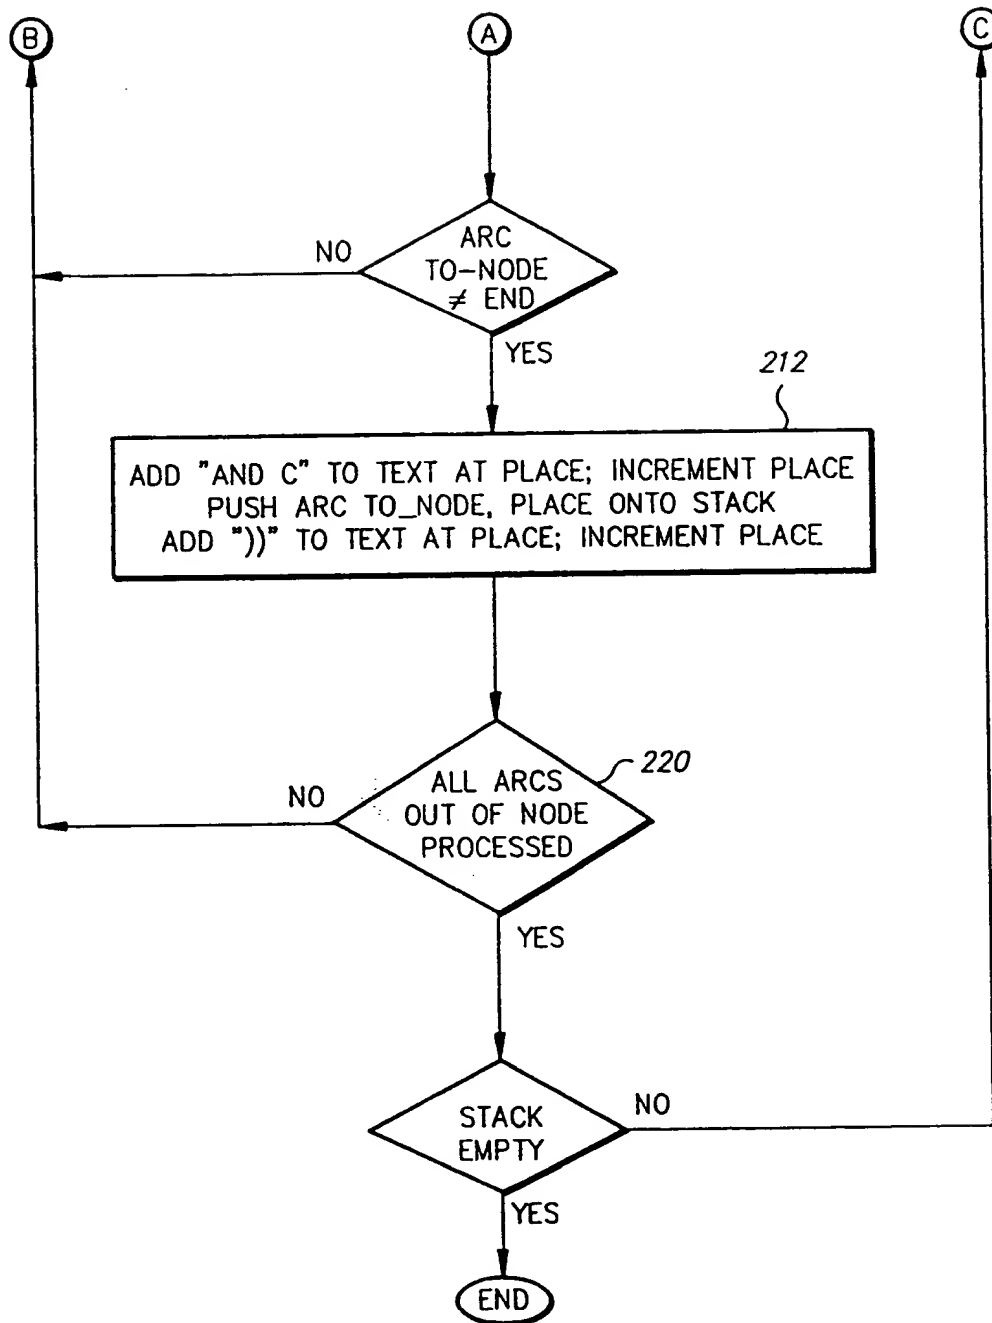 B
A
C
ARC
TO-NODE
≠ END
NO
YES
212
ADD "AND C" TO TEXT AT PLACE; INCREMENT PLACE
PUSH ARC TO_NODE, PLACE ONTO STACK
ADD "))" TO TEXT AT PLACE; INCREMENT PLACE
220
ALL ARCS
OUT OF NODE
PROCESSED
NO
YES
STACK
EMPTY
NO
YES
END